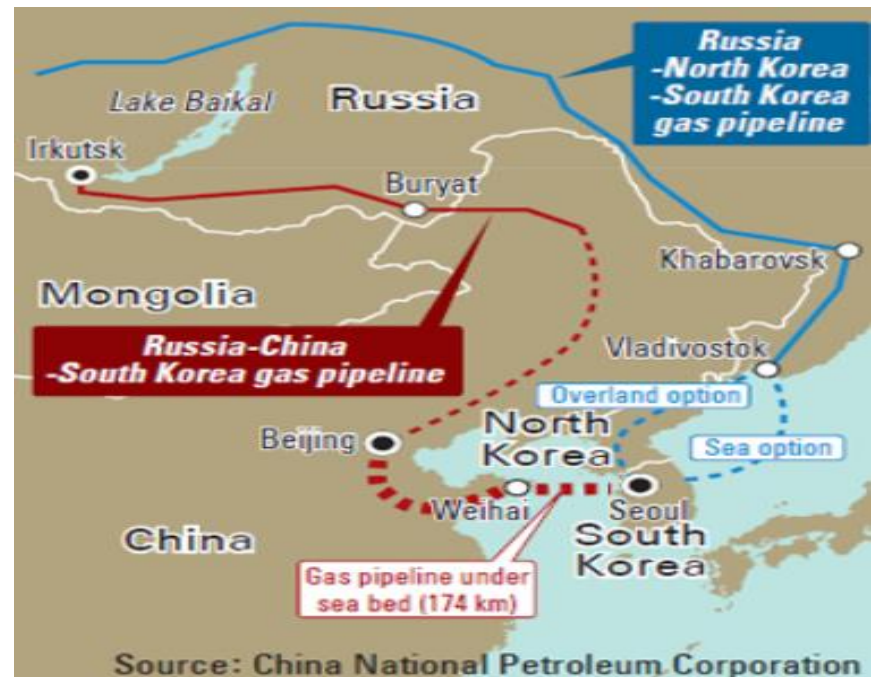 Russia
-North Korea
-South Korea
gas pipeline
Lake Baikal
Russia
Irkutsk
Buryat
Khabarovsk
Mongolia
Russia-China
-South Korea gas pipeline
Vladivostok
Overland option
North
Korea
Sea option
Beijing
Weihai
Seoul
South
Korea
China
Gas pipeline under
sea bed (174 km)
Source: China National Petroleum Corporation